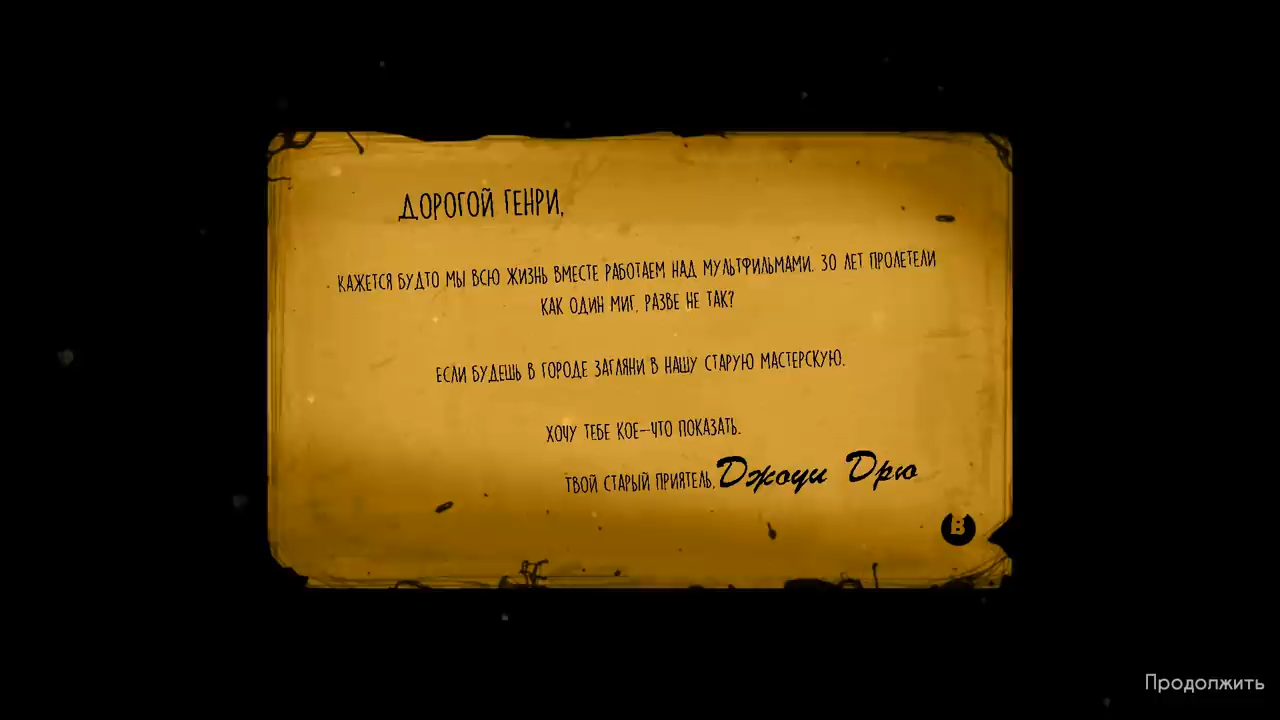 ДОРОГОЙ ГЕНРИ,
КАЖЕТСЯ БУДТО МЫ ВСЮ ЖИЗНЬ ВМЕСТЕ РАБОТАЕМ НАД МУЛЬТФИЛЬМАМИ. 30 ЛЕТ ПРОЛЕТЕЛИ
КАК ОДИН МИГ, РАЗВЕ НЕ ТАК?
ЕСЛИ БУДЕШЬ В ГОРОДЕ ЗАГЛЯНИ В НАШУ СТАРУЮ МАСТЕРСКУЮ.
ХОЧУ ТЕБЕ КОЕ-ЧТО ПОКАЗАТЬ.
ТВОЙ СТАРЫЙ ПРИЯТЕЛЬ, Джоуи Дрю
B
Продолжить